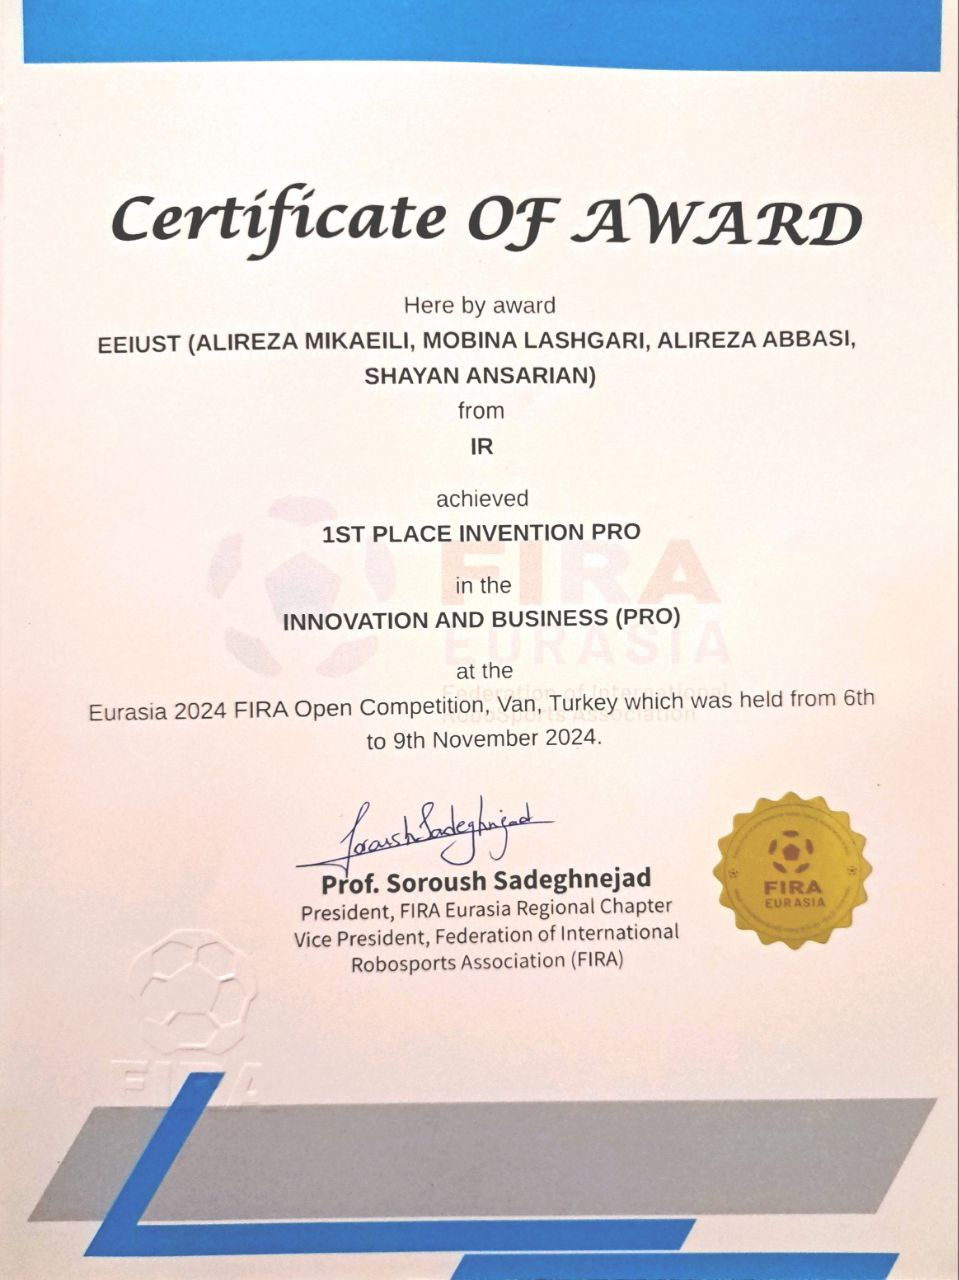 Certificate OF AWARD
Here by award
EEIUST (ALIREZA MIKAEILI, MOBINA LASHGARI, ALIREZA ABBASI,
SHAYAN ANSARIAN)
from
IR
achieved
1ST PLACE INVENTION PRO
in the
INNOVATION AND BUSINESS (PRO)
at the
Eurasia 2024 FIRA Open Competition, Van, Turkey which was held from 6th
to 9th November 2024.
FIRA
EURASIA
Federation of International
RoboSports Association
Soroush Sadeghnejad
Prof. Soroush Sadeghnejad
President, FIRA Eurasia Regional Chapter
Vice President, Federation of International
Robosports Association (FIRA)
FIRA
EURASIA
FIRA